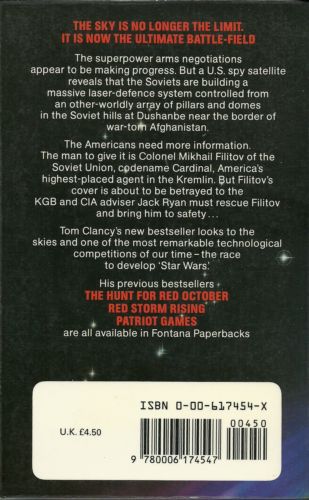 THE SKY IS NO LONGER THE LIMIT.
IT IS NOW THE ULTIMATE BATTLE-FIELD
The superpower arms negotiations
appear to be making progress. But a U.S. spy satellite
reveals that the Soviets are building a
massive laser-defence system controlled from
an other-worldly array of pillars and domes
in the Soviet hills at Dushanbe near the border of
war-torn Afghanistan.
The Americans need more information.
The man to give it is Colonel Mikhail Filitov of the
Soviet Union, codename Cardinal, America's
highest-placed agent in the Kremlin. But Filitov's
cover is about to be betrayed to the
KGB and CIA adviser Jack Ryan must rescue Filitov
and bring him to safety...
Tom Clancy's new bestseller looks to the
skies and one of the most remarkable technological
competitions of our time – the race
to develop 'Star Wars'.
His previous bestsellers
THE HUNT FOR RED OCTOBER
RED STORM RISING
PATRIOT GAMES
are all available in Fontana Paperbacks
ISBN 0-00-617454-X
00450
U.K. £4.50
9 780006 174547